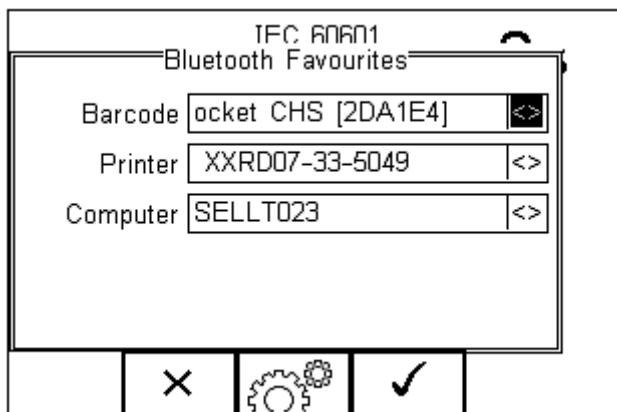 IEC 60601
Bluetooth Favourites
Barcode ocket CHS [2DA1E4] <>
Printer XXRD07-33-5049 <>
Computer SELLT023 <>